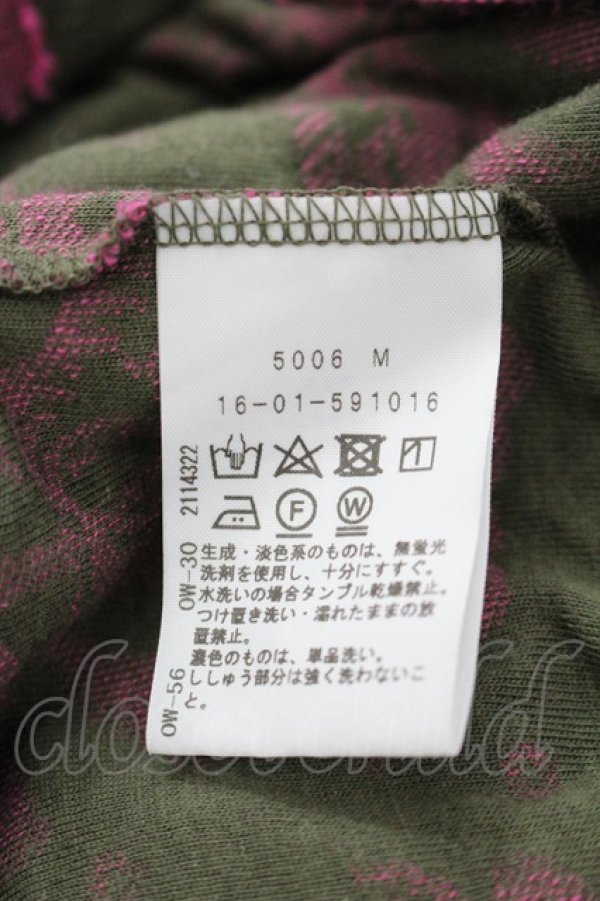 5006 M
16-01-591016
2114322
F
W
OW-30
生成・淡色系のものは、無蛍光
洗剤を使用し、十分にすすぐ。
水洗いの場合タンブル乾燥禁止。
つけ置き洗い・濡れたままの放
置禁止。
OW-56
濃色のものは、単品洗い。
ししゅう部分は強く洗わないこ
と。
closet child